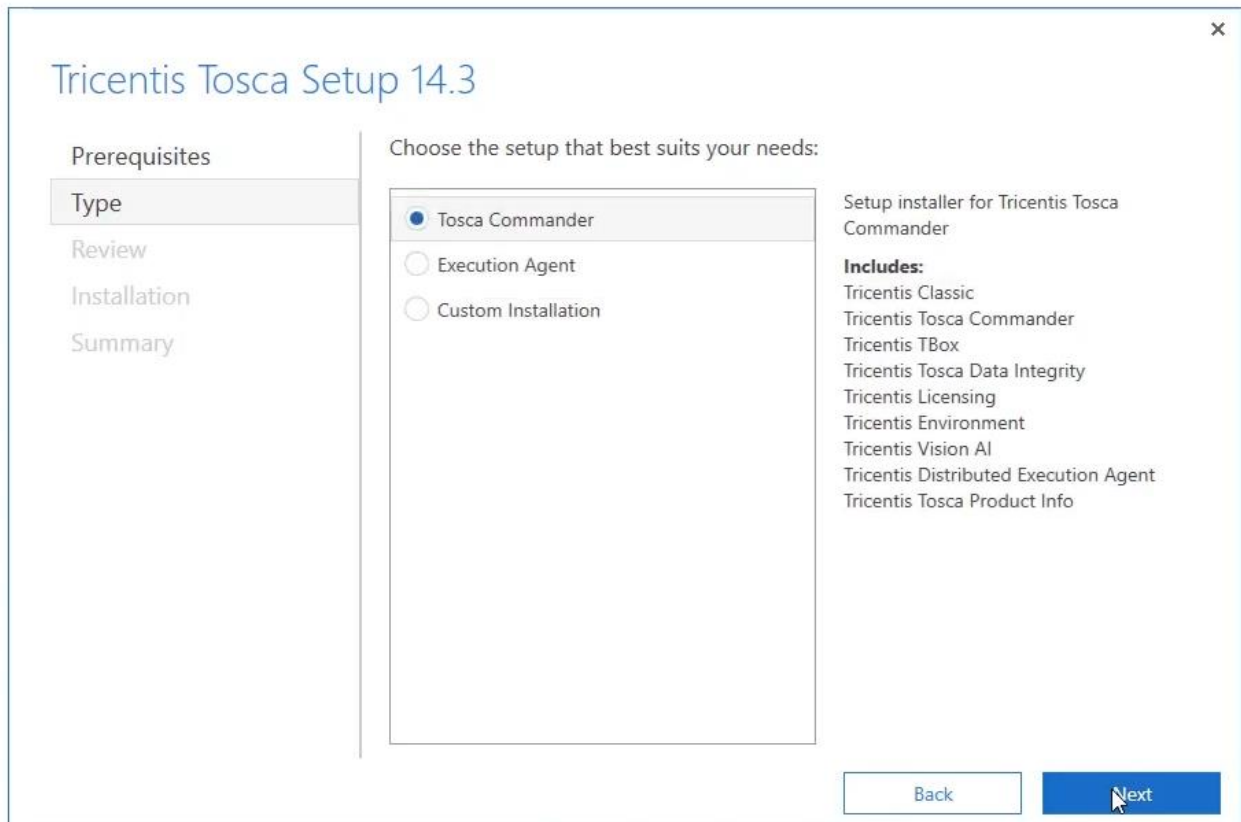 Tricentis Tosca Setup 14.3
Prerequisites
Type
Review
Installation
Summary
Choose the setup that best suits your needs:
Tosca Commander
Execution Agent
Custom Installation
Setup installer for Tricentis Tosca
Commander
Includes:
Tricentis Classic
Tricentis Tosca Commander
Tricentis TBox
Tricentis Tosca Data Integrity
Tricentis Licensing
Tricentis Environment
Tricentis Vision AI
Tricentis Distributed Execution Agent
Tricentis Tosca Product Info
Back
Next